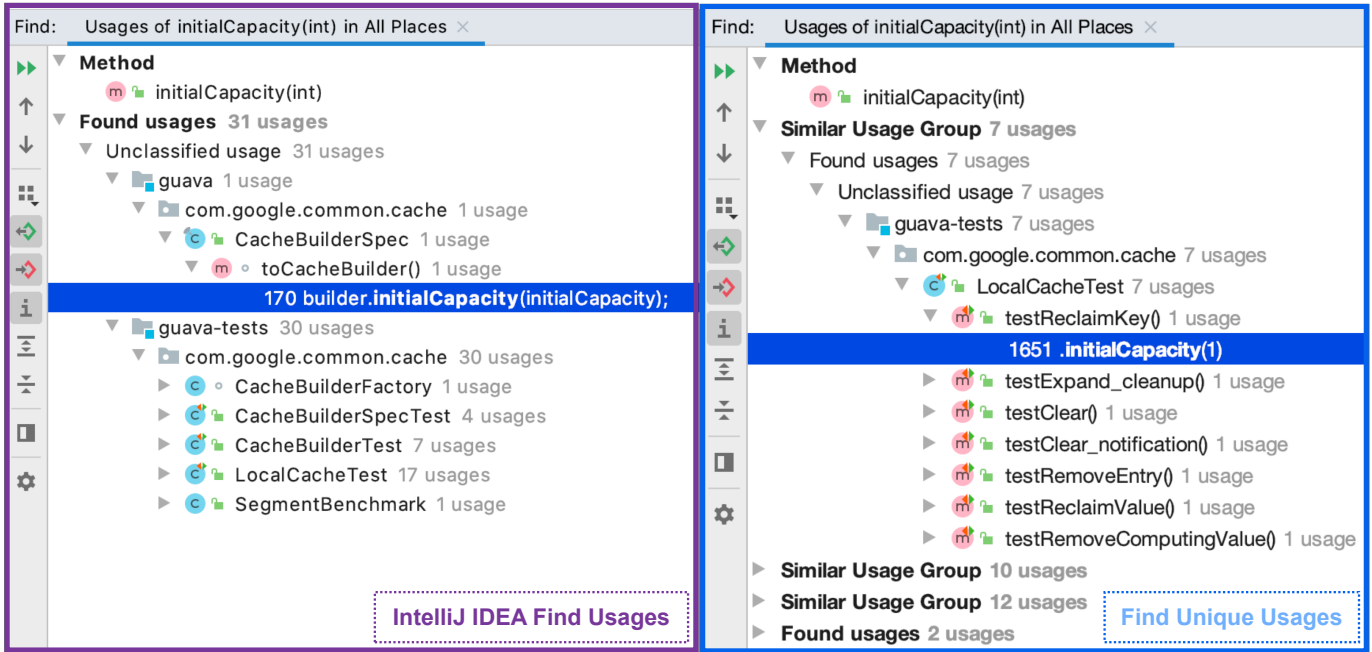 Find: Usages of initialCapacity(int) in All Places
Method
m initialCapacity(int)
Found usages 31 usages
Unclassified usage 31 usages
guava 1 usage
com.google.common.cache 1 usage
C CacheBuilderSpec 1 usage
m toCacheBuilder() 1 usage
170 builder.initialCapacity(initialCapacity);
guava-tests 30 usages
com.google.common.cache 30 usages
C CacheBuilderFactory 1 usage
C CacheBuilderSpecTest 4 usages
C CacheBuilderTest 7 usages
C LocalCacheTest 17 usages
C SegmentBenchmark 1 usage
IntelliJ IDEA Find Usages
Find: Usages of initialCapacity(int) in All Places
Method
m initialCapacity(int)
Similar Usage Group 7 usages
Found usages 7 usages
Unclassified usage 7 usages
guava-tests 7 usages
com.google.common.cache 7 usages
C LocalCacheTest 7 usages
m testReclaimKey() 1 usage
1651 .initialCapacity(1)
m testExpand_cleanup() 1 usage
m testClear() 1 usage
m testClear_notification() 1 usage
m testRemoveEntry() 1 usage
m testReclaimValue() 1 usage
m testRemoveComputingValue() 1 usage
Similar Usage Group 10 usages
Similar Usage Group 12 usages
Found usages 2 usages
Find Unique Usages